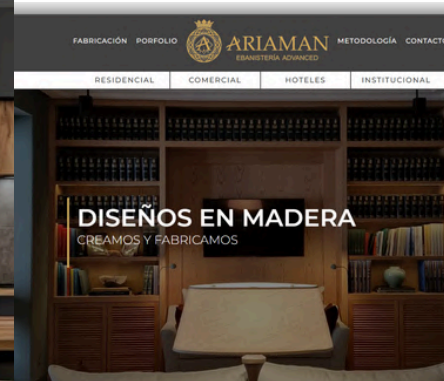 FABRICACIÓN PORFOLIO ARIAMAN METODOLOGÍA CONTACTO
EBANISTERÍA ADVANCED
RESIDENCIAL COMERCIAL HOTELES INSTITUCIONAL
DISEÑOS EN MADERA
CREAMOS Y FABRICAMOS